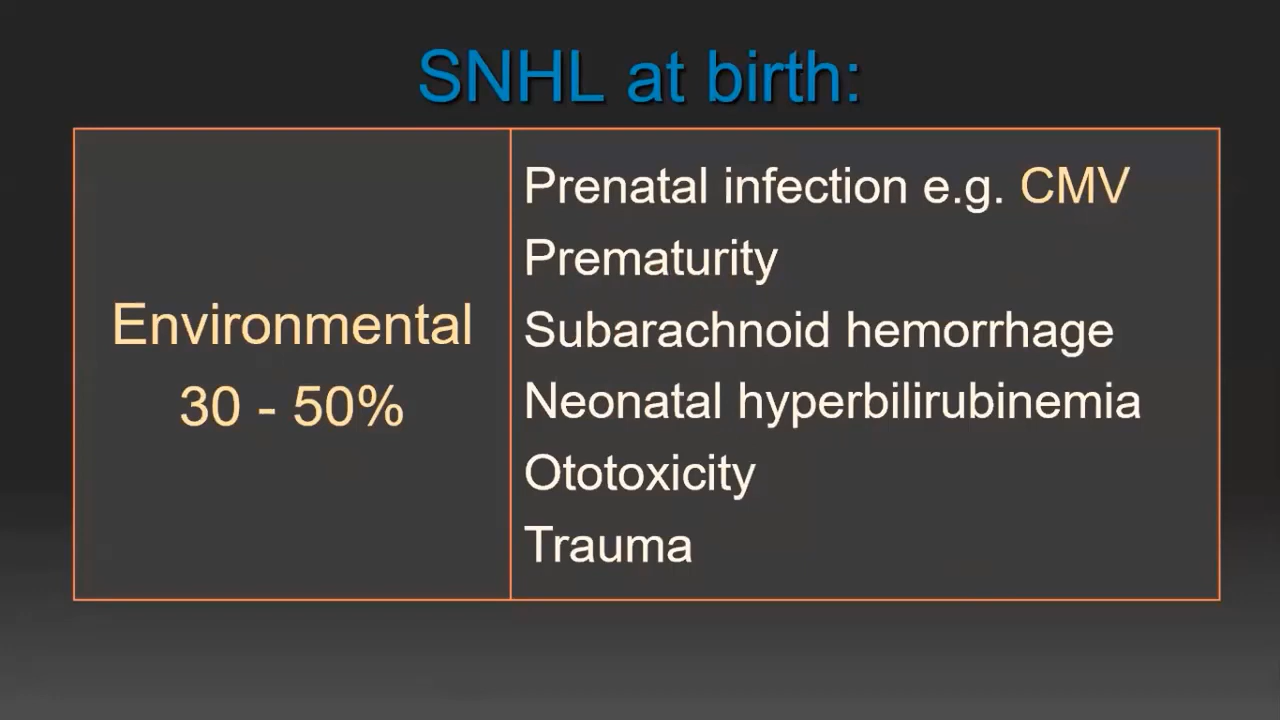 SNHL at birth:
Environmental
30 - 50%
Prenatal infection e.g. CMV
Prematurity
Subarachnoid hemorrhage
Neonatal hyperbilirubinemia
Ototoxicity
Trauma